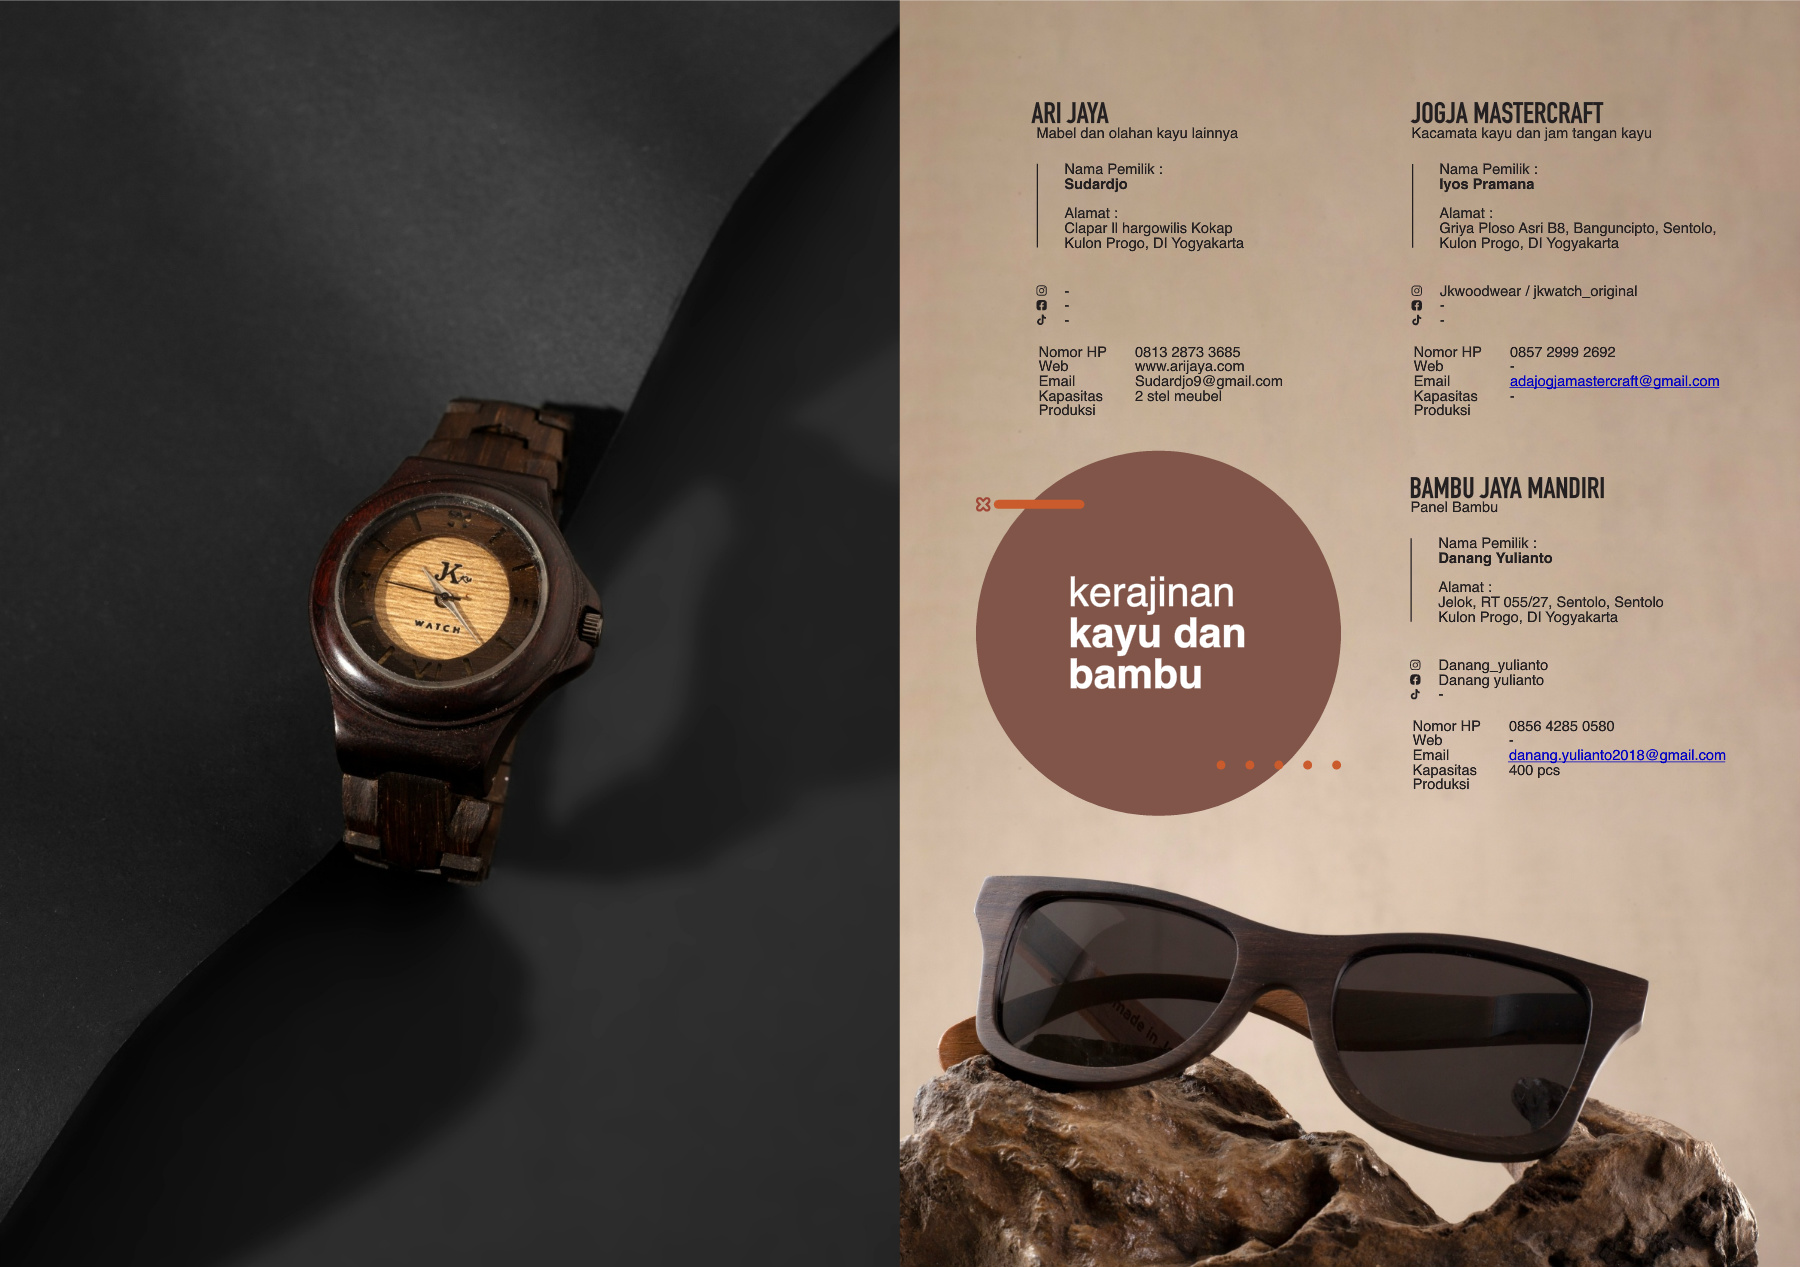 JK
WATCH
ARI JAYA
Mabel dan olahan kayu lainnya
Nama Pemilik :
Sudardjo
Alamat :
Clapar II hargowilis Kokap
Kulon Progo, DI Yogyakarta
-
-
-
Nomor HP 0813 2873 3685
Web www.arijaya.com
Email Sudardjo9@gmail.com
Kapasitas 2 stel meubel
Produksi
JOGJA MASTERCRAFT
Kacamata kayu dan jam tangan kayu
Nama Pemilik :
Iyos Pramana
Alamat :
Griya Ploso Asri B8, Banguncipto, Sentolo,
Kulon Progo, DI Yogyakarta
Jkwoodwear / jkwatch_original
-
-
Nomor HP 0857 2999 2692
Web -
Email adajogjamastercraft@gmail.com
Kapasitas -
Produksi
kerajinan
kayu dan
bambu
BAMBU JAYA MANDIRI
Panel Bambu
Nama Pemilik :
Danang Yulianto
Alamat :
Jelok, RT 055/27, Sentolo, Sentolo
Kulon Progo, DI Yogyakarta
Danang_yulianto
Danang yulianto
-
Nomor HP 0856 4285 0580
Web -
Email danang.yulianto2018@gmail.com
Kapasitas 400 pcs
Produksi
made in